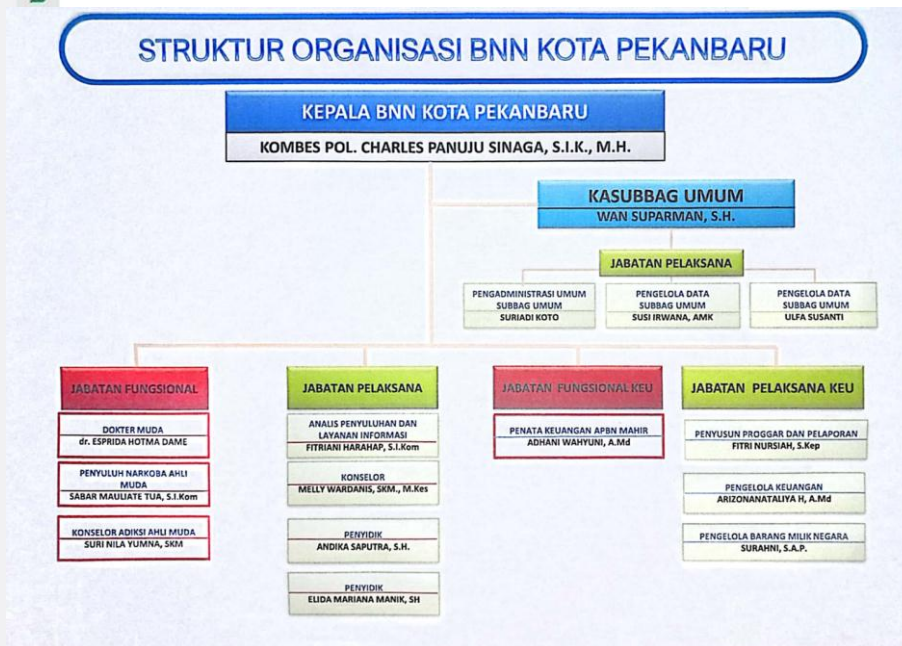 STRUKTUR ORGANISASI BNN KOTA PEKANBARU
KEPALA BNN KOTA PEKANBARU
KOMBES POL. CHARLES PANUJU SINAGA, S.I.K., M.H.
KASUBBAG UMUM
WAN SUPARMAN, S.H.
JABATAN PELAKSANA
PENGADMINISTRASI UMUM
SUBBAG UMUM
SURIADI KOTO
PENGELOLA DATA
SUBBAG UMUM
SUSI IRWANA, AMK
PENGELOLA DATA
SUBBAG UMUM
ULFA SUSANTI
JABATAN FUNGSIONAL
DOKTER MUDA
dr. ESPRIDA HOTMA DAME
PENYULUH NARKOBA AHLI
MUDA
SABAR MAULIATE TUA, S.I.Kom
KONSELOR ADIKSI AHLI MUDA
SURI NILA YUMNA, SKM
JABATAN PELAKSANA
ANALIS PENYULUHAN DAN
LAYANAN INFORMASI
FITRIANI HARAHAP, S.I.Kom
KONSELOR
MELLY WARDANIS, SKM., M.Kes
PENYIDIK
ANDIKA SAPUTRA, S.H.
PENYIDIK
ELIDA MARIANA MANIK, SH
JABATAN FUNGSIONAL KEU
PENATA KEUANGAN APBN MAHIR
ADHANI WAHYUNI, A.Md
JABATAN PELAKSANA KEU
PENYUSUN PROGGAR DAN PELAPORAN
FITRI NURSIAH, S.Kep
PENGELOLA KEUANGAN
ARIZONANATALIYA H, A.Md
PENGELOLA BARANG MILIK NEGARA
SURAHNI, S.A.P.